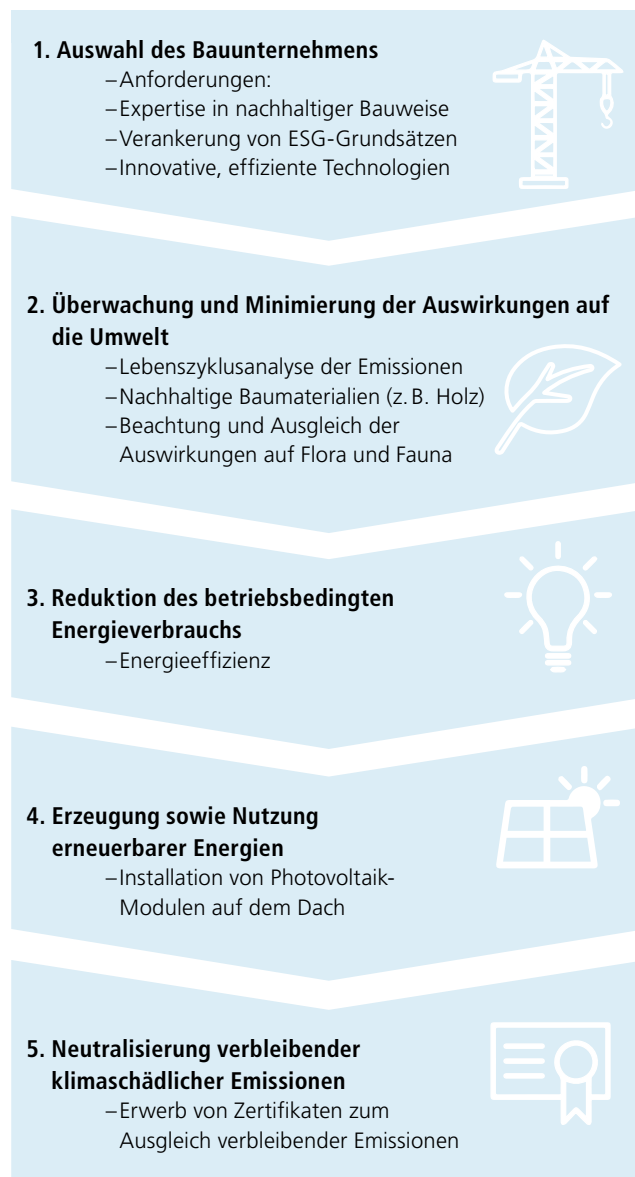 1. Auswahl des Bauunternehmens
–Anforderungen:
–Expertise in nachhaltiger Bauweise
–Verankerung von ESG-Grundsätzen
–Innovative, effiziente Technologien
2. Überwachung und Minimierung der Auswirkungen auf
die Umwelt
–Lebenszyklusanalyse der Emissionen
–Nachhaltige Baumaterialien (z. B. Holz)
–Beachtung und Ausgleich der
Auswirkungen auf Flora und Fauna
3. Reduktion des betriebsbedingten
Energieverbrauchs
–Energieeffizienz
4. Erzeugung sowie Nutzung
erneuerbarer Energien
–Installation von Photovoltaik-
Modulen auf dem Dach
5. Neutralisierung verbleibender
klimaschädlicher Emissionen
–Erwerb von Zertifikaten zum
Ausgleich verbleibender Emissionen